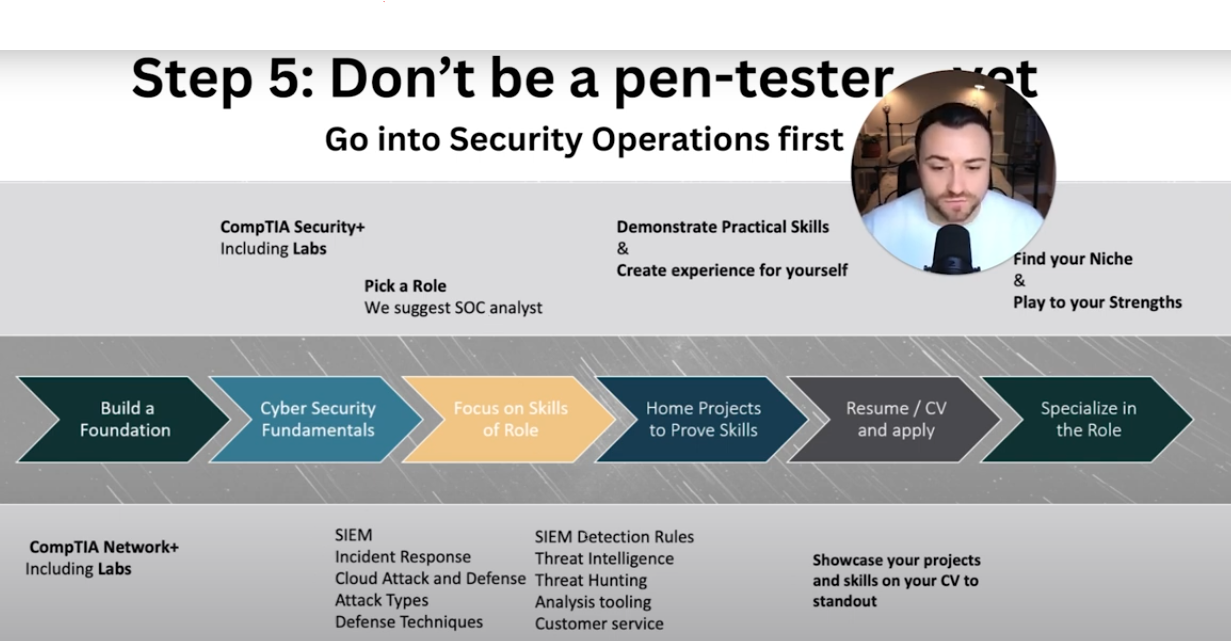 Step 5: Don't be a pen-tester yet
Go into Security Operations first
CompTIA Security+
Including Labs
Pick a Role
We suggest SOC analyst
Demonstrate Practical Skills
&
Create experience for yourself
Find your Niche
&
Play to your Strengths
Build a
Foundation
Cyber Security
Fundamentals
Focus on Skills
of Role
Home Projects
to Prove Skills
Resume / CV
and apply
Specialize in
the Role
CompTIA Network+
Including Labs
SIEM
Incident Response
Cloud Attack and Defense
Attack Types
Defense Techniques
SIEM Detection Rules
Threat Intelligence
Threat Hunting
Analysis tooling
Customer service
Showcase your projects
and skills on your CV to
standout